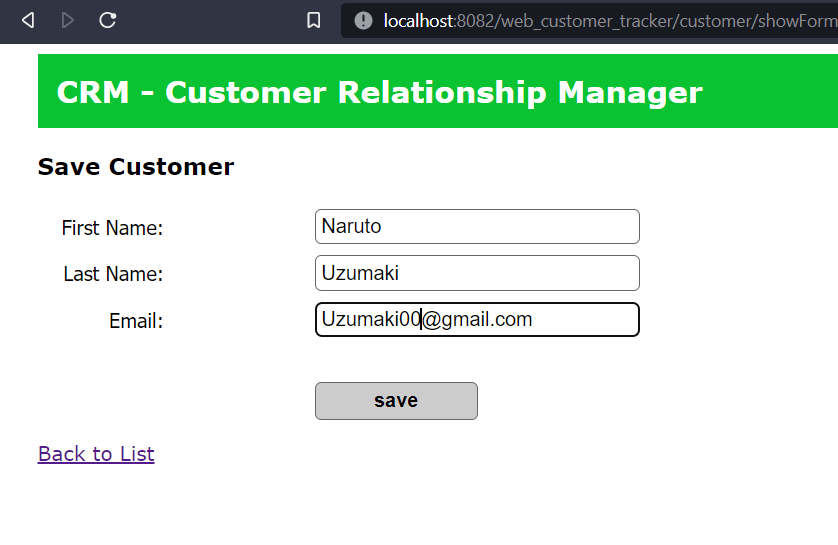 localhost:8082/web_customer_tracker/customer/showForm
CRM - Customer Relationship Manager
Save Customer
First Name: Naruto
Last Name: Uzumaki
Email: Uzumaki00@gmail.com
save
Back to List